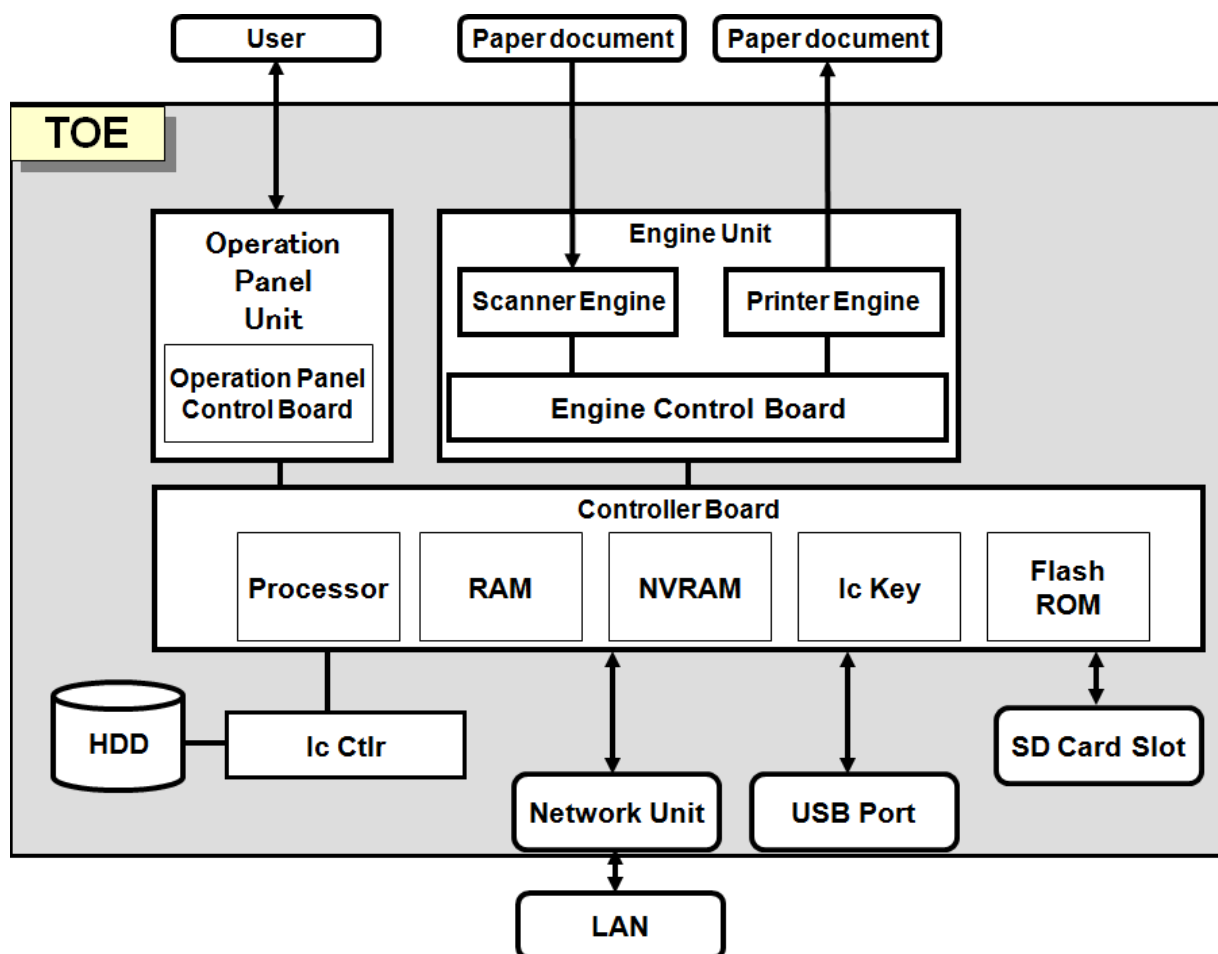 User
Paper document
Paper document
TOE
Operation
Panel
Unit
Operation Panel
Control Board
Engine Unit
Scanner Engine
Printer Engine
Engine Control Board
Controller Board
Processor
RAM
NVRAM
Ic Key
Flash
ROM
HDD
Ic Ctlr
SD Card Slot
Network Unit
USB Port
LAN